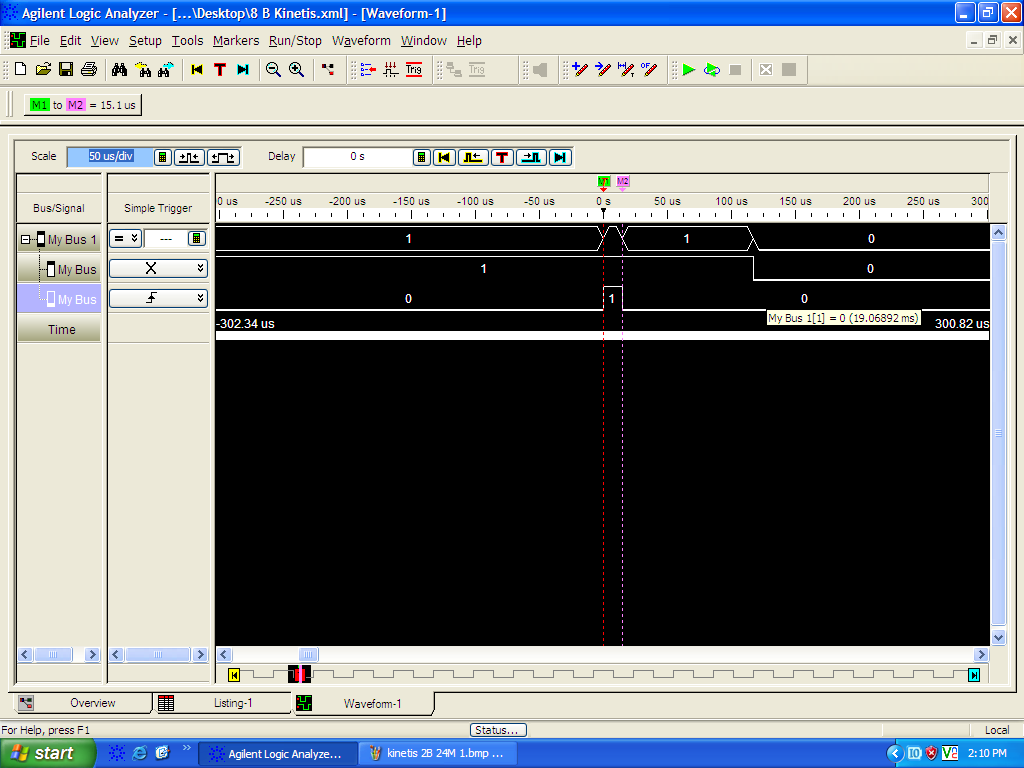 Agilent Logic Analyzer - [...\Desktop\8 B Kinetis.xml] - [Waveform-1]
File Edit View Setup Tools Markers Run/Stop Waveform Window Help
T Trig Trig
M1 to M2 = 15.1 us
Scale 50 us/div Delay 0 s T
M1 M2
Bus/Signal Simple Trigger 0 us -250 us -200 us -150 us -100 us -50 us 0 s 50 us 100 us 150 us 200 us 250 us 300
My Bus 1 = --- 1 1 0
My Bus X 1 0
My Bus 0 1 0
Time -302.34 us My Bus 1[1] = 0 (19.06892 ms) 300.82 us
Overview Listing-1 Waveform-1
For Help, press F1 Status... Local
start Agilent Logic Analyze... kinetis 2B 24M 1.bmp ... 2:10 PM